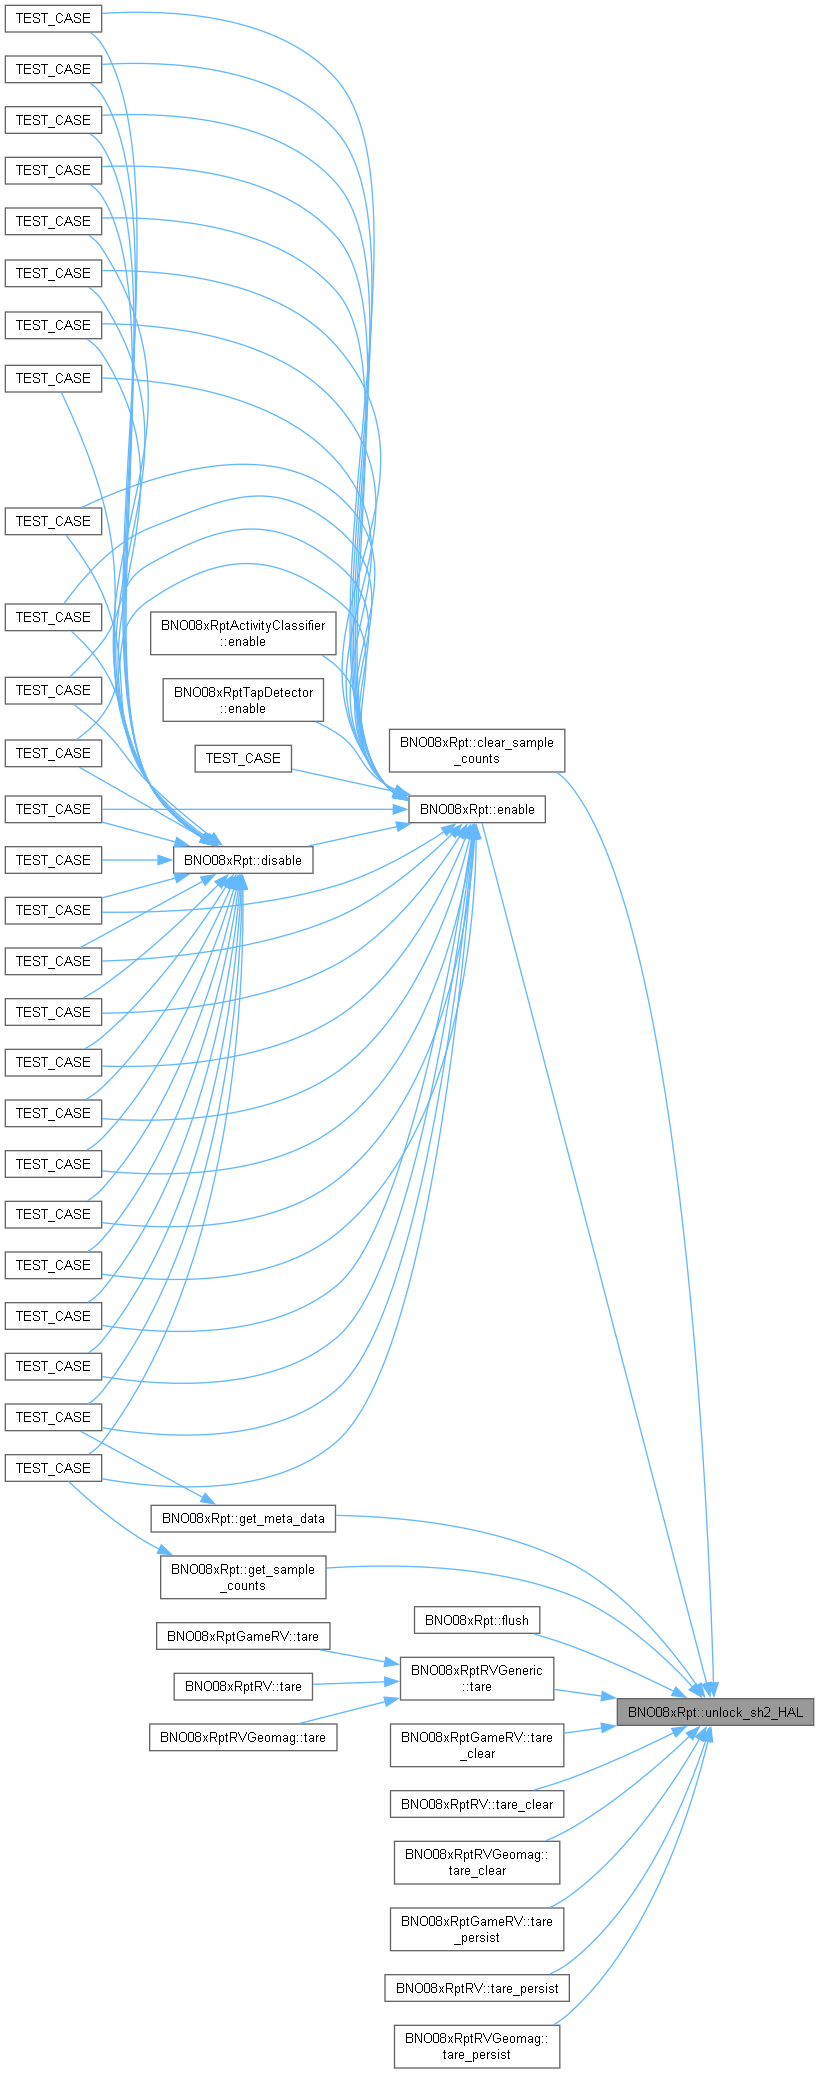 TEST_CASE
TEST_CASE
TEST_CASE
TEST_CASE
TEST_CASE
TEST_CASE
TEST_CASE
TEST_CASE
TEST_CASE
TEST_CASE
BNO08xRptActivityClassifier
::enable
TEST_CASE
BNO08xRptTapDetector
::enable
BNO08xRpt::clear_sample
_counts
TEST_CASE
TEST_CASE
TEST_CASE
BNO08xRpt::enable
TEST_CASE
BNO08xRpt::disable
TEST_CASE
TEST_CASE
TEST_CASE
TEST_CASE
TEST_CASE
TEST_CASE
TEST_CASE
TEST_CASE
TEST_CASE
TEST_CASE
TEST_CASE
TEST_CASE
BNO08xRpt::get_meta_data
BNO08xRpt::get_sample
_counts
BNO08xRpt::flush
BNO08xRptGameRV::tare
BNO08xRptRVGeneric
::tare
BNO08xRptRV::tare
BNO08xRpt::unlock_sh2_HAL
BNO08xRptRVGeomag::tare
BNO08xRptGameRV::tare
_clear
BNO08xRptRV::tare_clear
BNO08xRptRVGeomag::
tare_clear
BNO08xRptGameRV::tare
_persist
BNO08xRptRV::tare_persist
BNO08xRptRVGeomag::
tare_persist